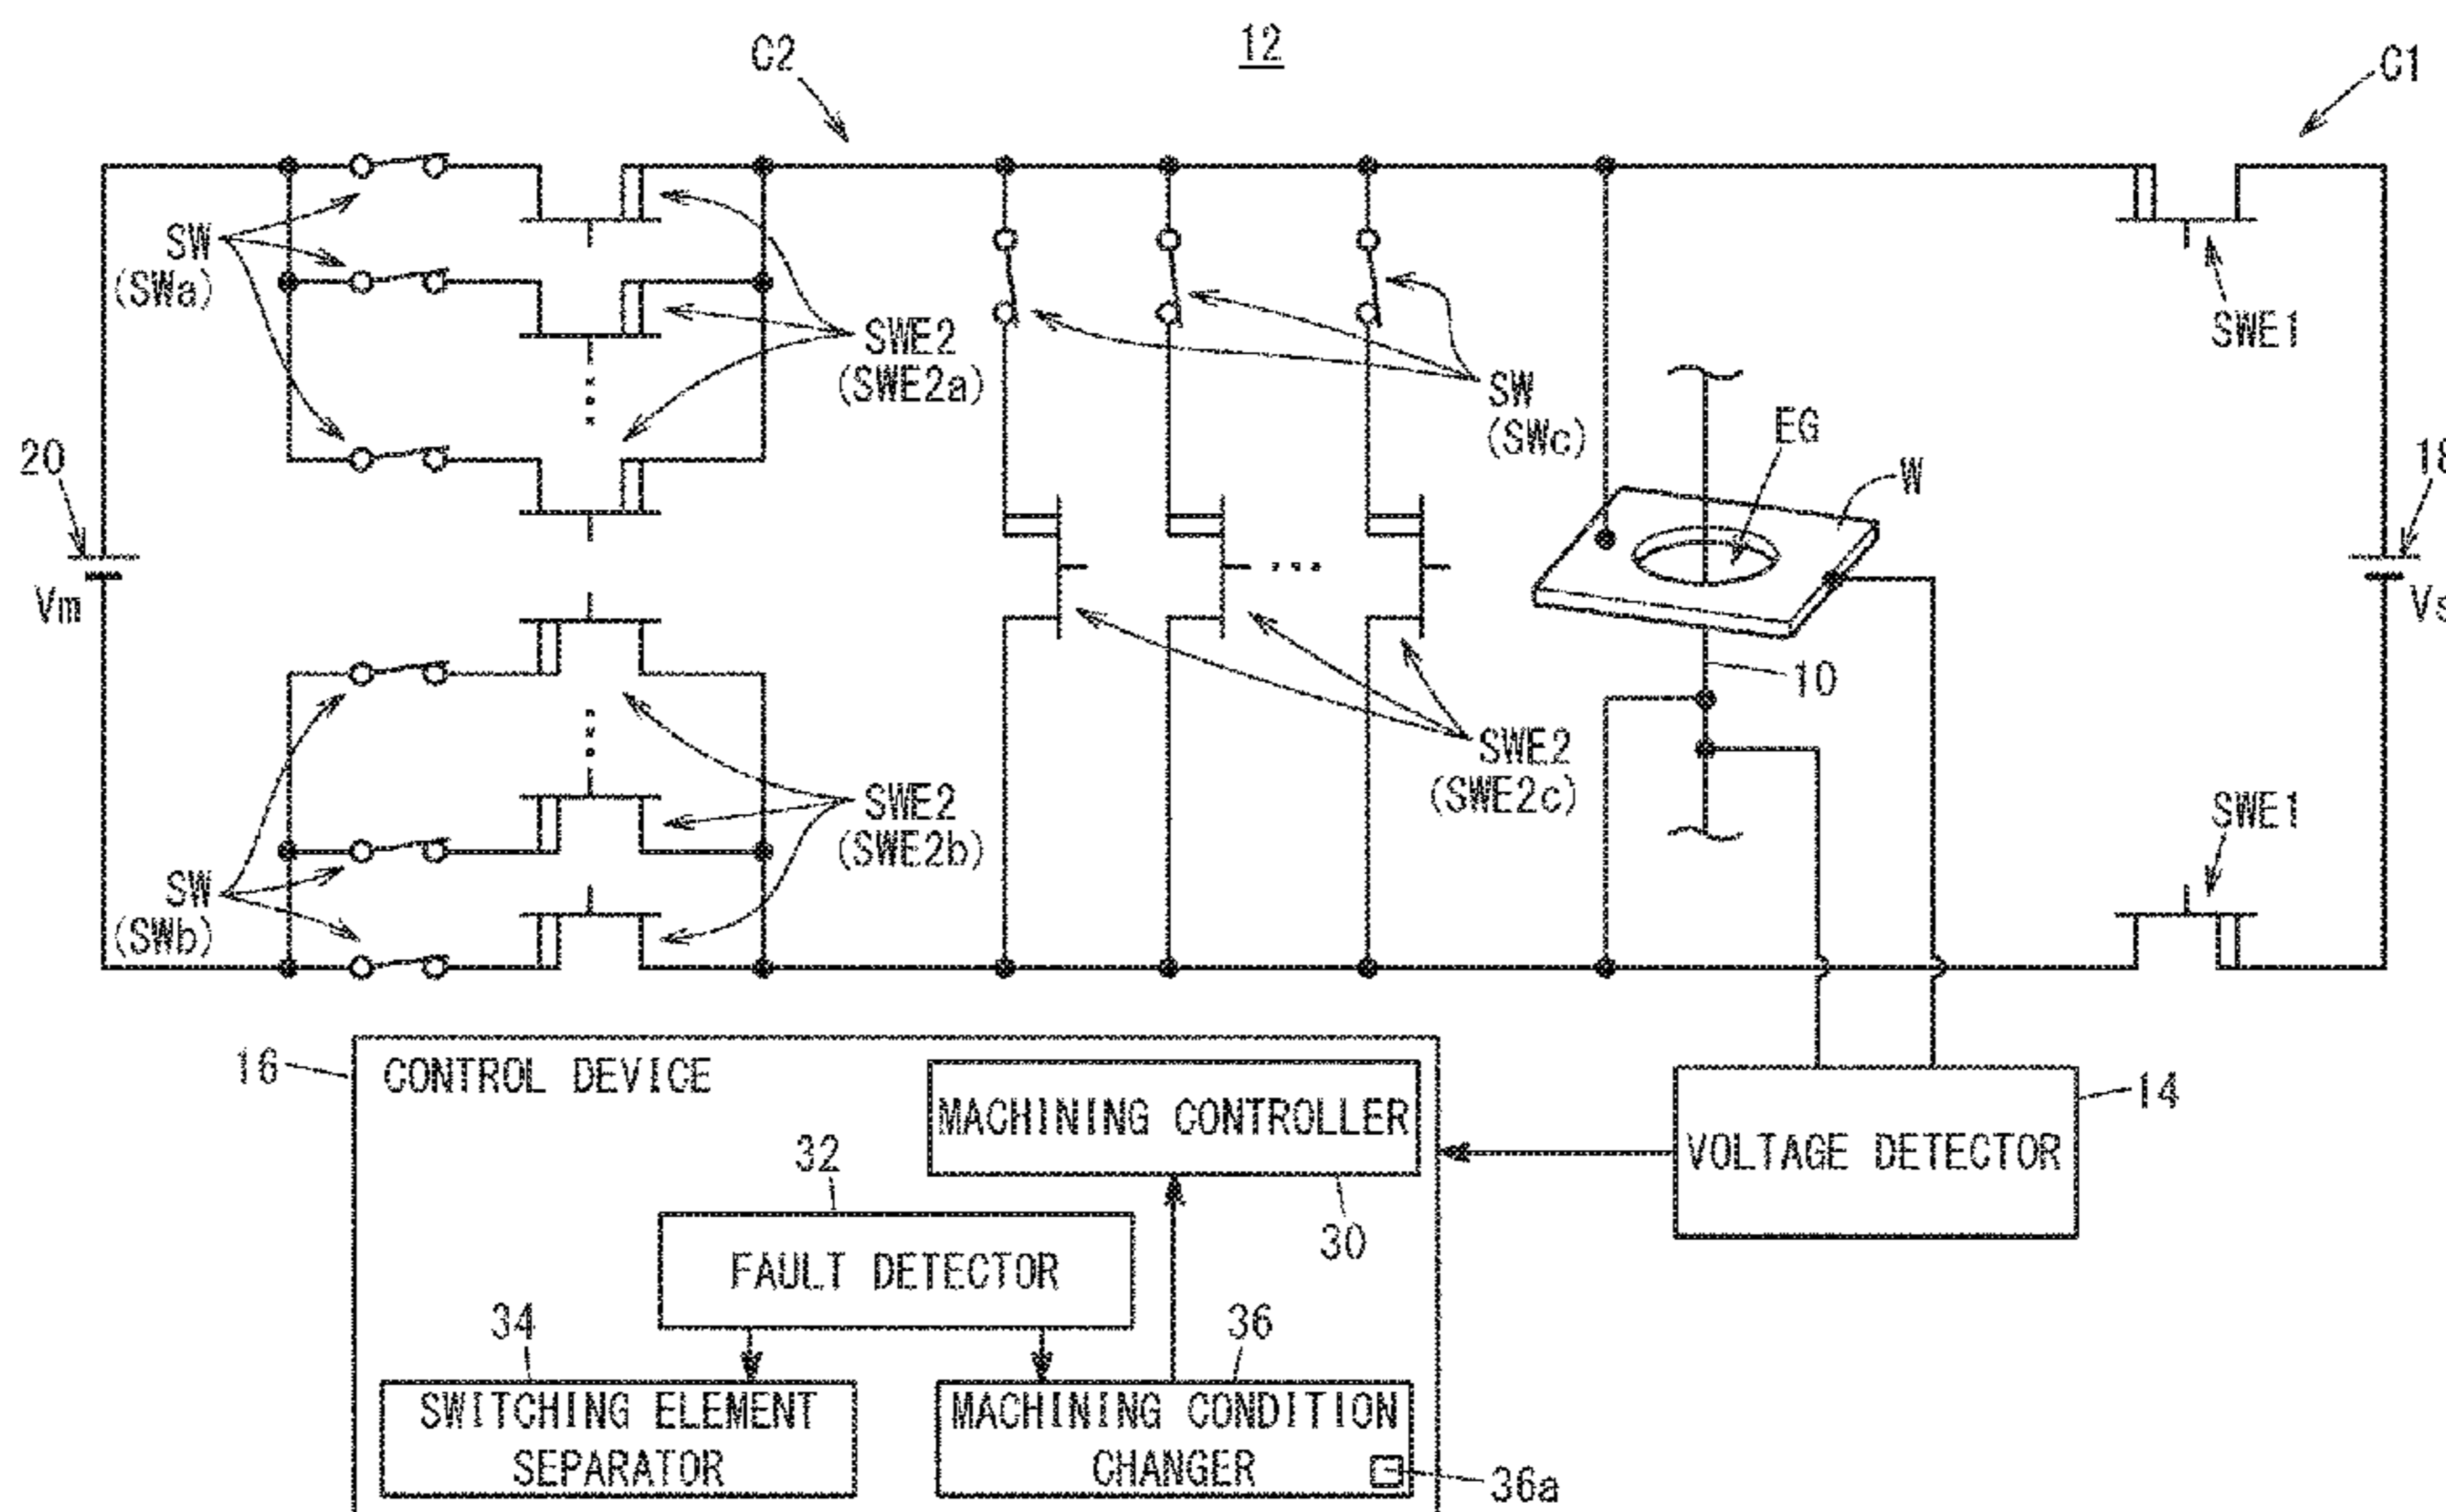 12
C2
C1
SW
(SWa)
SWE2
(SWE2a)
SW
(SWc)
SWE1
EG
W
20
Vm
18
Vs
10
SWE2
(SWE2c)
SWE2
(SWE2b)
SW
(SWb)
SWE1
16
CONTROL DEVICE
MACHINING CONTROLLER
30
14
VOLTAGE DETECTOR
32
FAULT DETECTOR
34
SWITCHING ELEMENT
SEPARATOR
36
MACHINING CONDITION
CHANGER
36a